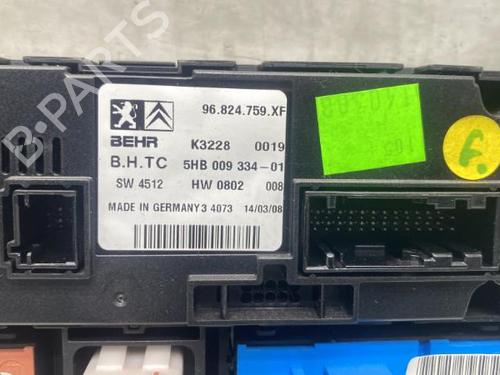 96.824.759.XF
BEHR K3228 0019
B.H.TC 5HB 009 334-01
SW 4512 HW 0802 008
MADE IN GERMANY 3 4073 14/03/08
B-PARTS